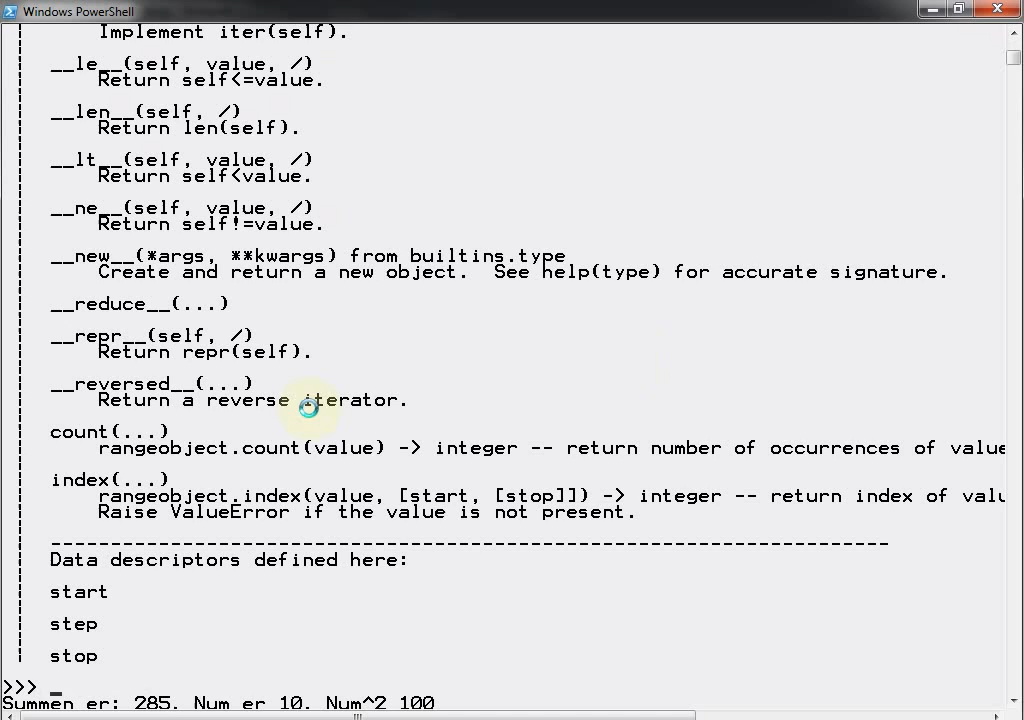 Windows PowerShell
Implement iter(self).
__le__(self, value, /)
Return self<=value.
__len__(self, /)
Return len(self).
__lt__(self, value, /)
Return self<value.
__ne__(self, value, /)
Return self!=value.
__new__(*args, **kwargs) from builtins.type
Create and return a new object.  See help(type) for accurate signature.
__reduce__(...)
__repr__(self, /)
Return repr(self).
__reversed__(...)
Return a reverse iterator.
count(...)
rangeobject.count(value) -> integer -- return number of occurrences of value
index(...)
rangeobject.index(value, [start, [stop]]) -> integer -- return index of valu
Raise ValueError if the value is not present.
----------------------------------------------------------------------
Data descriptors defined here:
start
step
stop
>>> _
Summen er: 285. Num er 10. Num^2 100